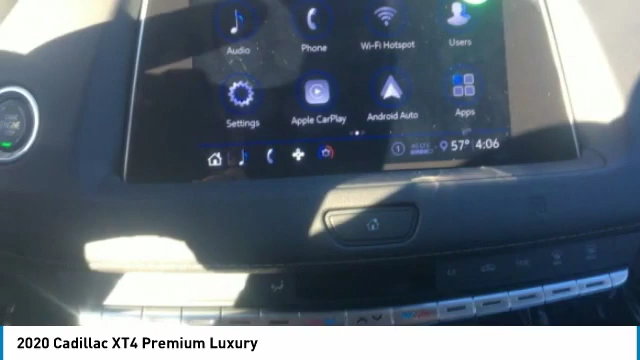 Audio Phone Wi-Fi Hotspot Users
Settings Apple CarPlay Android Auto Apps
1 57° 4:06
2020 Cadillac XT4 Premium Luxury